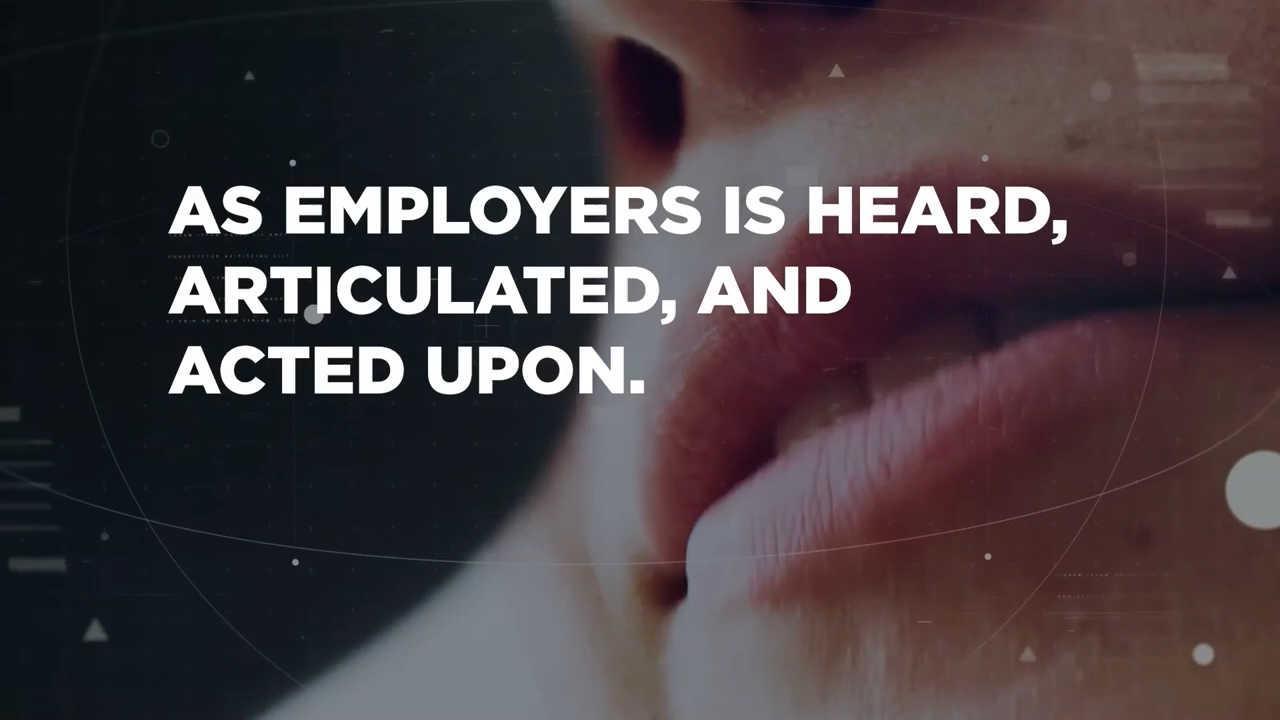 AS EMPLOYERS IS HEARD,
ARTICULATED, AND
ACTED UPON.